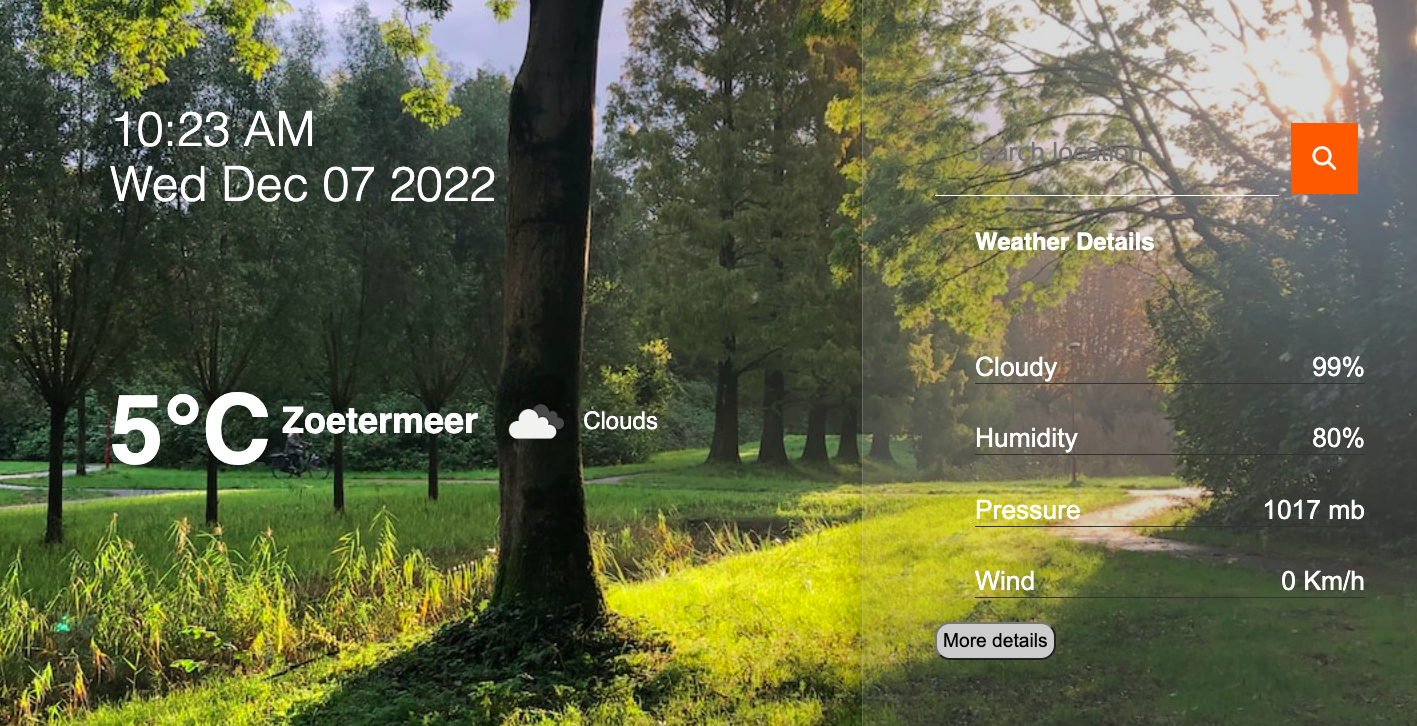 10:23 AM
Wed Dec 07 2022
5°C Zoetermeer Clouds
Search location
Weather Details
Cloudy 99%
Humidity 80%
Pressure 1017 mb
Wind 0 Km/h
More details